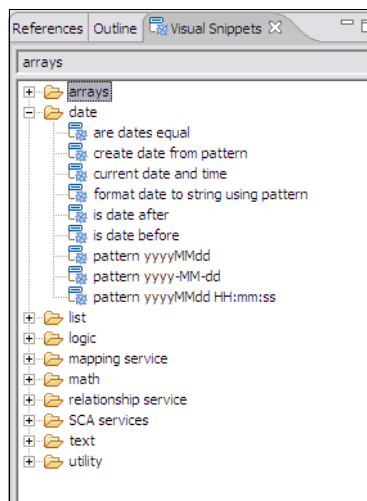 References Outline Visual Snippets
arrays
arrays
date
are dates equal
create date from pattern
current date and time
format date to string using pattern
is date after
is date before
pattern yyyyMMdd
pattern yyyy-MM-dd
pattern yyyyMMdd HH:mm:ss
list
logic
mapping service
math
relationship service
SCA services
text
utility